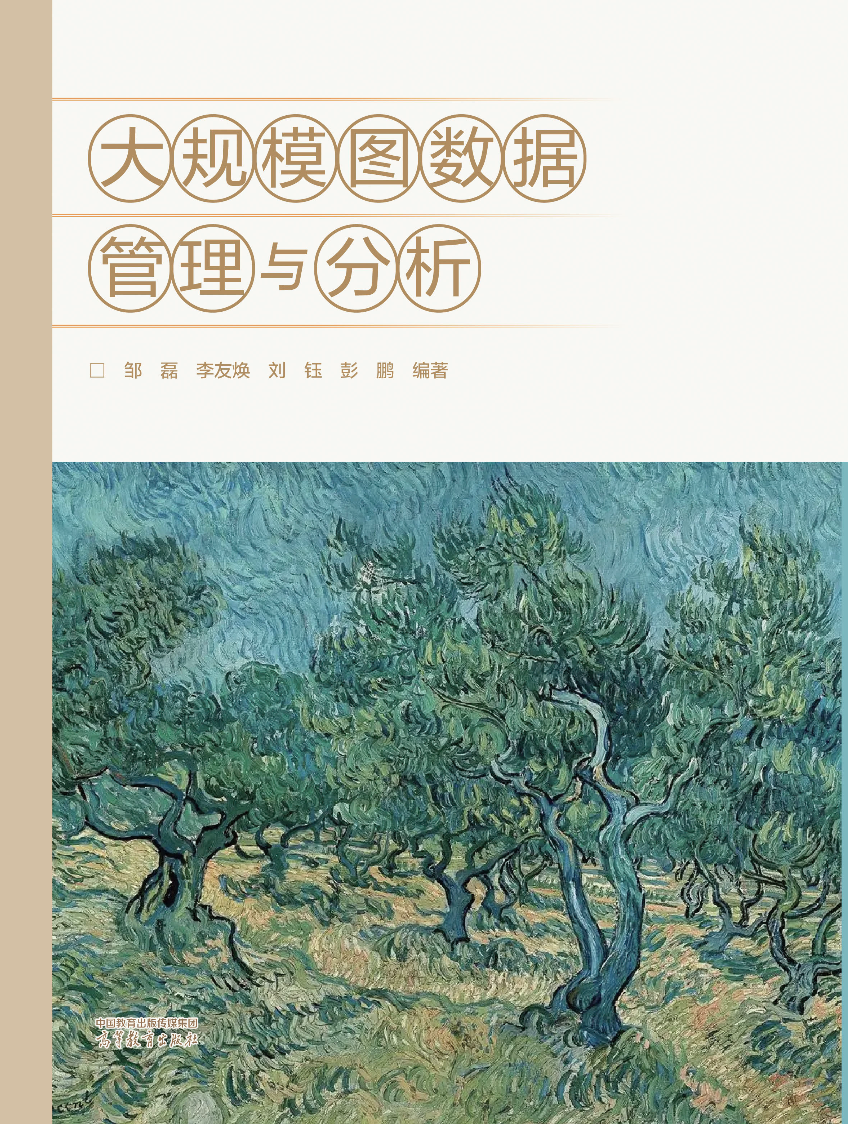 大规模图数据
管理与分析
□ 邹 磊 李友焕 刘 钰 彭 鹏 编著
中国教育出版传媒集团
高等教育出版社